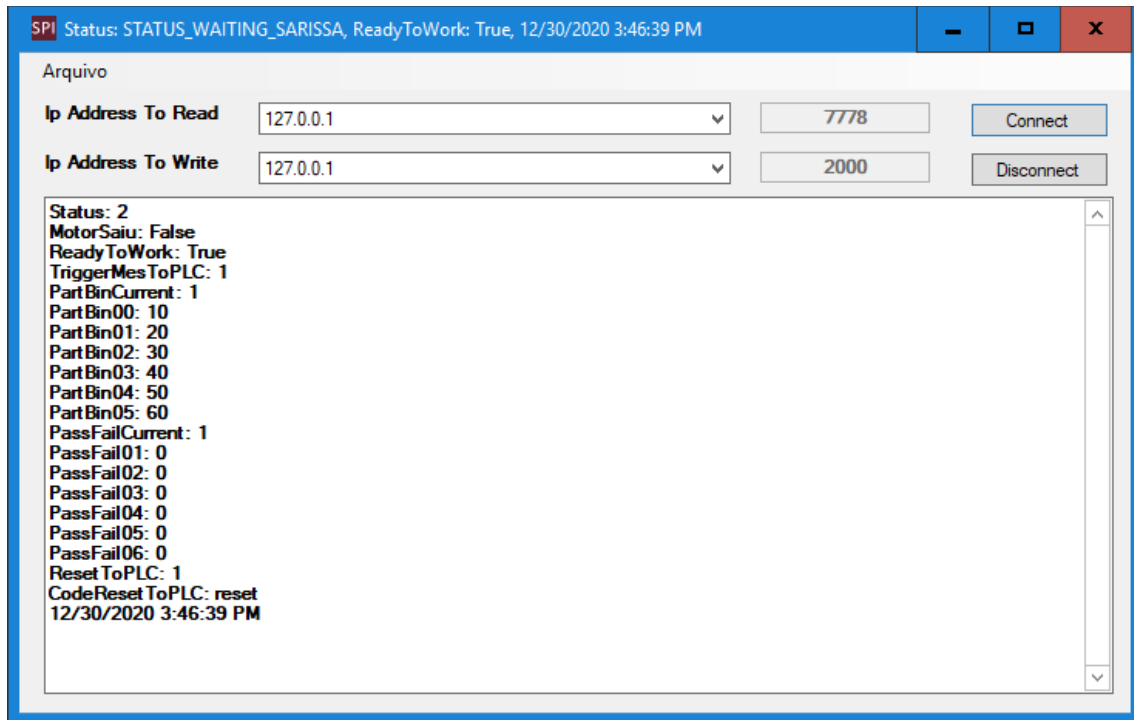 SPI Status: STATUS_WAITING_SARISSA, ReadyToWork: True, 12/30/2020 3:46:39 PM
Arquivo
Ip Address To Read 127.0.0.1 7778 Connect
Ip Address To Write 127.0.0.1 2000 Disconnect
Status: 2
MotorSaiu: False
ReadyToWork: True
TriggerMesToPLC: 1
PartBinCurrent: 1
PartBin00: 10
PartBin01: 20
PartBin02: 30
PartBin03: 40
PartBin04: 50
PartBin05: 60
PassFailCurrent: 1
PassFail01: 0
PassFail02: 0
PassFail03: 0
PassFail04: 0
PassFail05: 0
PassFail06: 0
ResetToPLC: 1
CodeResetToPLC: reset
12/30/2020 3:46:39 PM